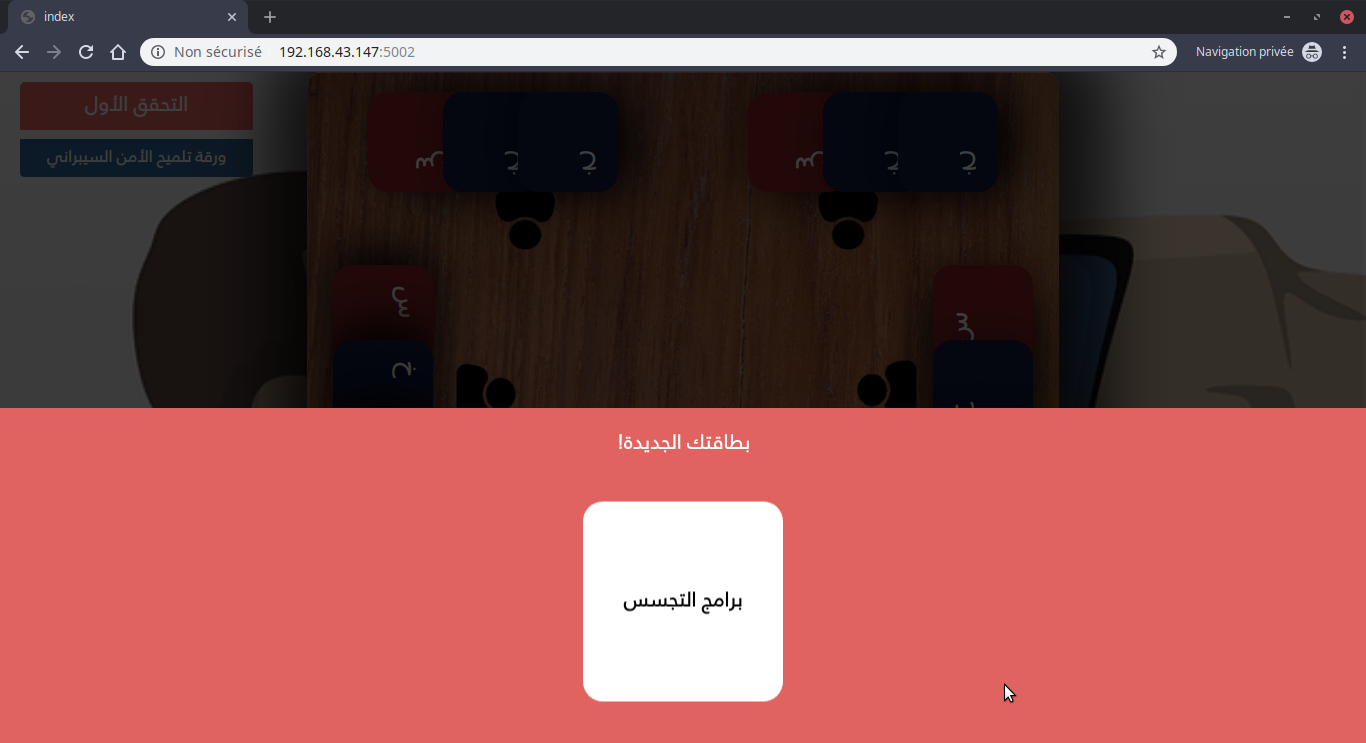 index
Non sécurisé 192.168.43.147:5002
Navigation privée
التحقق الأول
ورقة تلميح الأمن السيبراني
س
ج
ج
س
ج
ج
س
س
بطاقتك الجديدة!
برامج التجسس